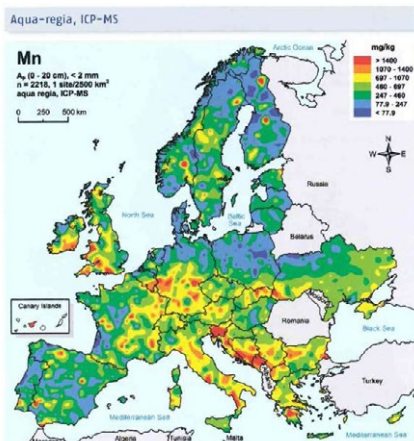 Aqua-regia, ICP-MS
Mn
Ap (0 - 20 cm), < 2 mm
n = 2218, 1 site/2500 km²
aqua regia, ICP-MS
0 250 500 km
Arctic Ocean
mg/kg
> 1400
1070 - 1400
697 - 1070
460 - 697
247 - 460
77.9 - 247
< 77.9
N
W E
S
Russia
North Sea
Baltic
Sea
Belarus
Canary Islands
Romania
Black Sea
Turkey
Mediterranean Sea
Algeria
Tunisia
Malta
Mediterranean Sea